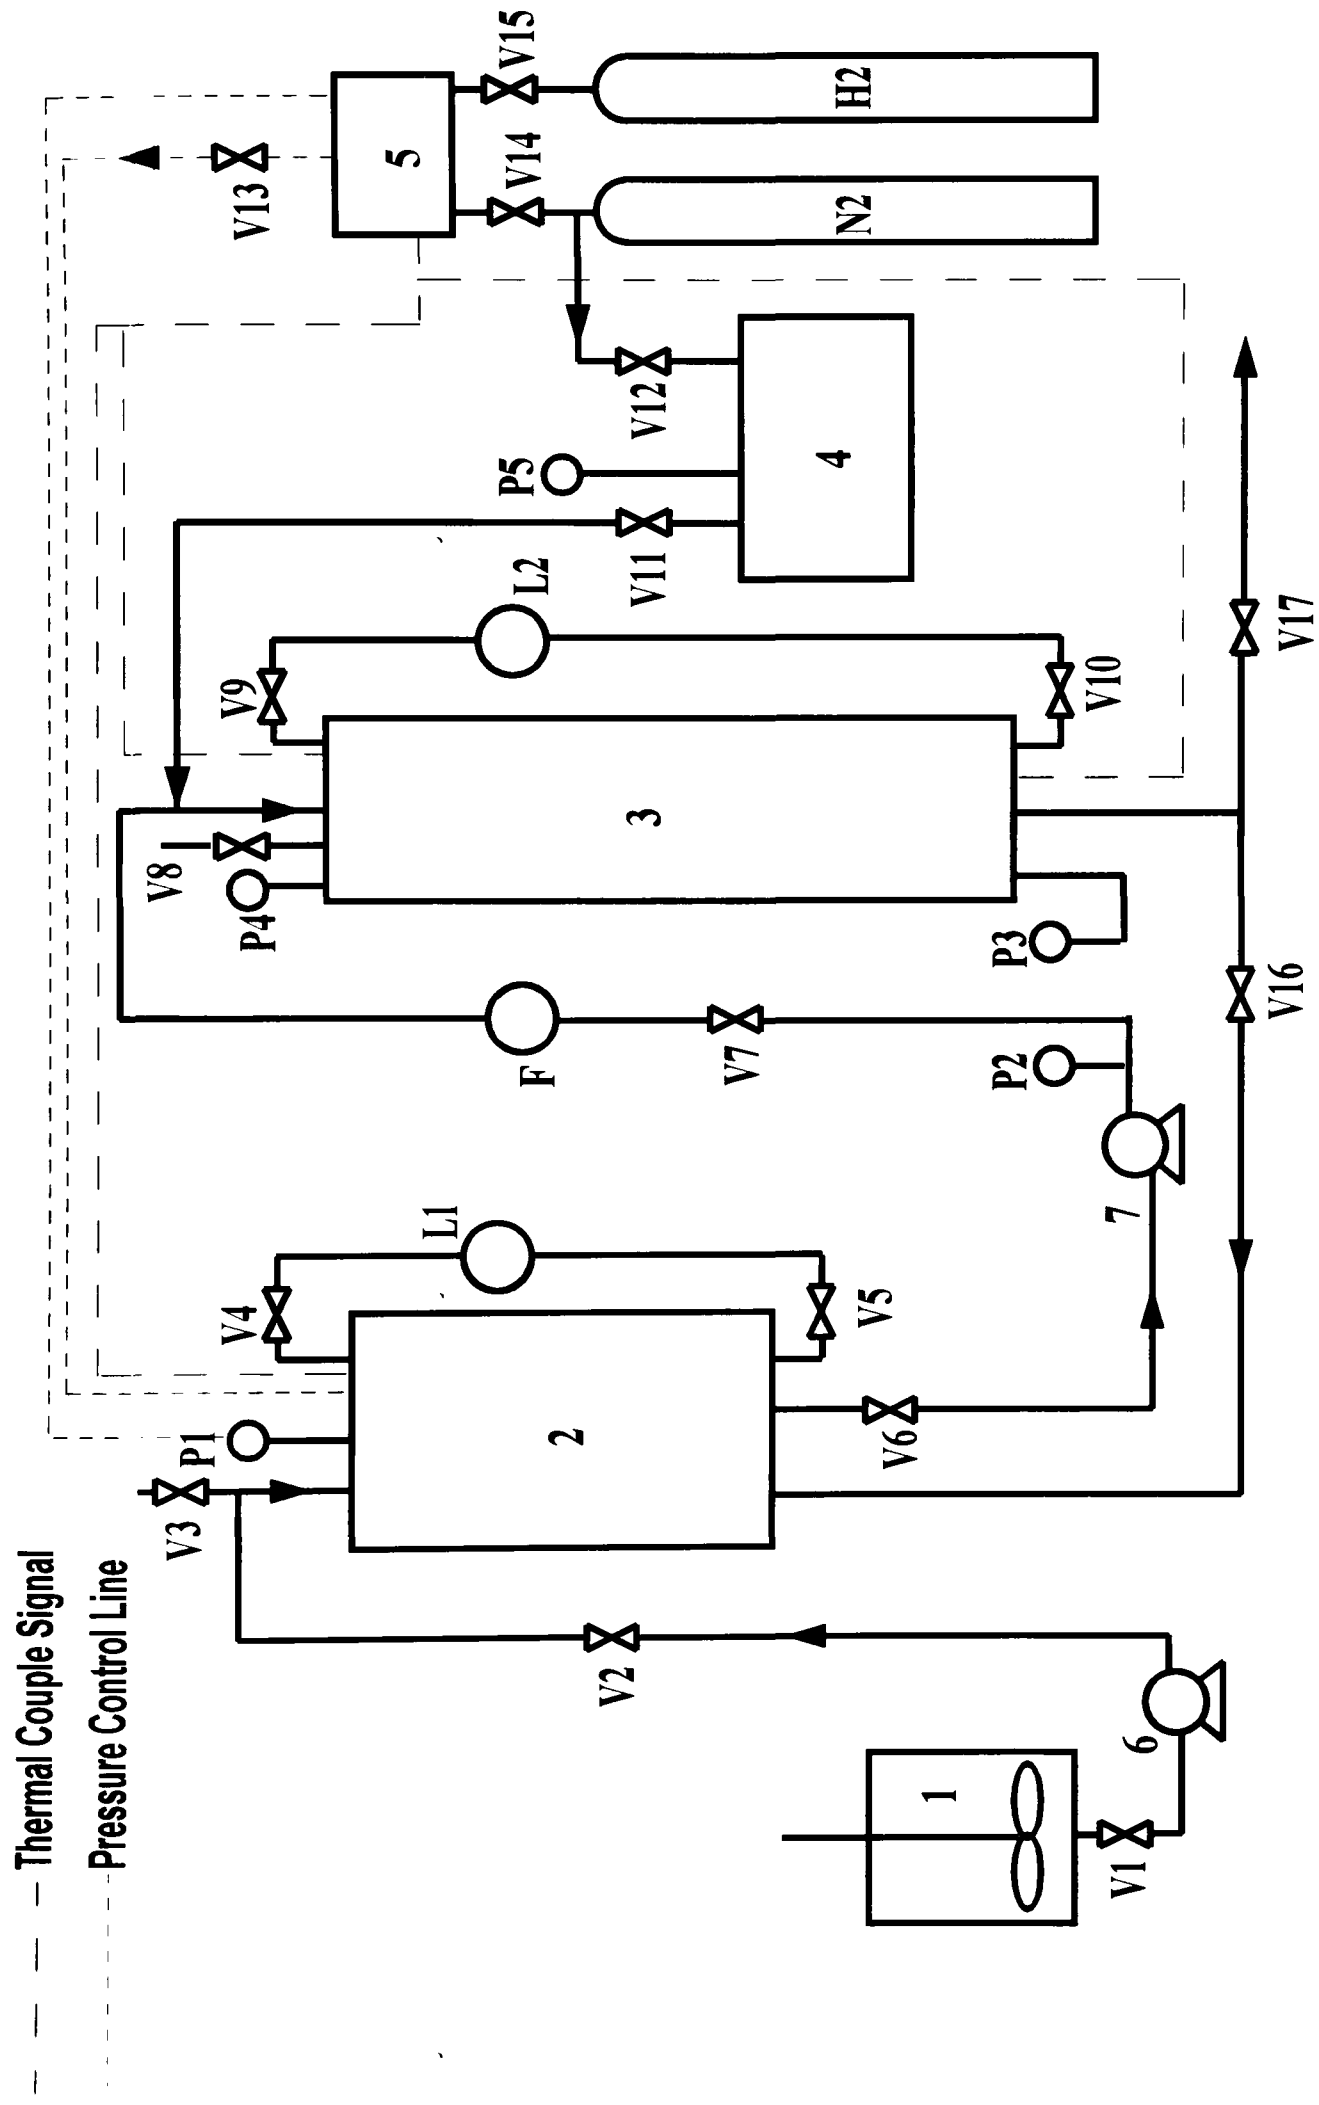 Thermal Couple Signal
Pressure Control Line
V15
H2
5
V14
V13
N2
V12
P5
4
V11
L2
V9
V10
V17
3
V8
P4
P3
V16
F
V7
P2
7
L1
V4
V5
P1
2
V6
V3
V2
6
1
V1